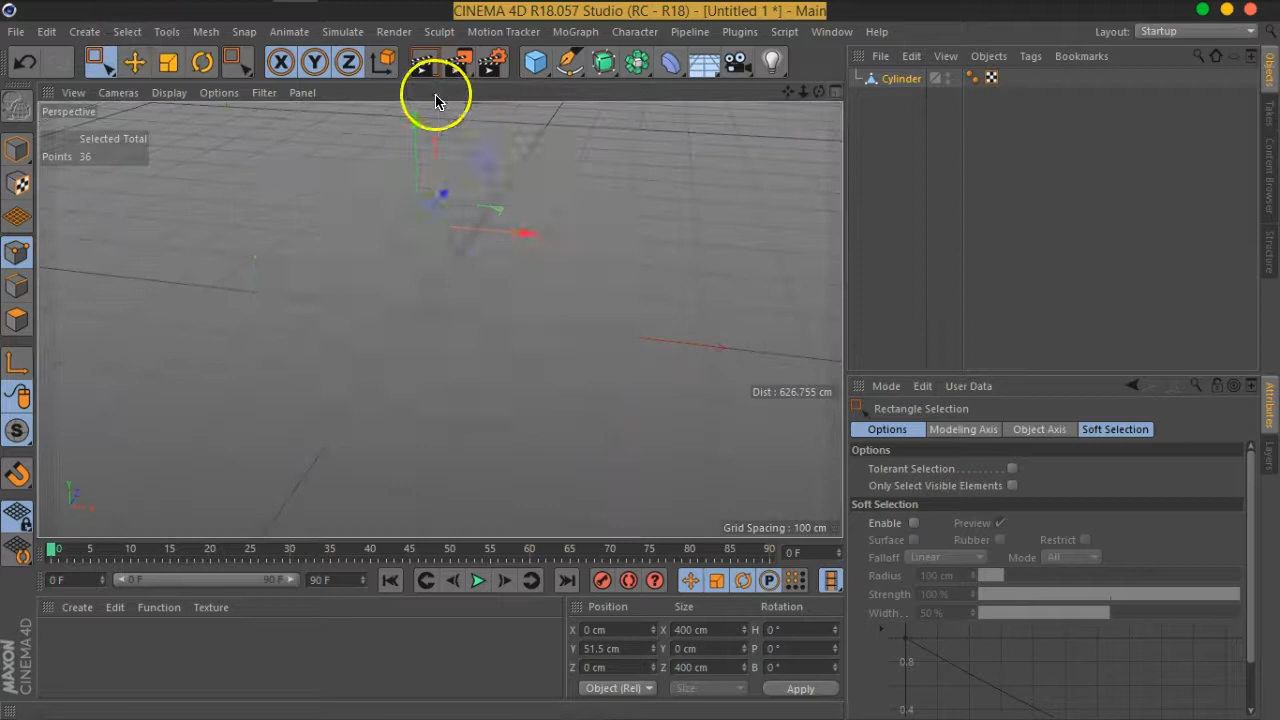 CINEMA 4D R18.057 Studio (RC - R18) - [Untitled 1 *] - Main
File Edit Create Select Tools Mesh Snap Animate Simulate Render Sculpt Motion Tracker MoGraph Character Pipeline Plugins Script Window Help Layout: Startup
X Y Z
File Edit View Objects Tags Bookmarks
Cylinder
View Cameras Display Options Filter Panel
Perspective
Selected Total
Points 36
Dist : 626.755 cm
Grid Spacing : 100 cm
Y
Z
X
S
Objects
Takes
Content Browser
Structure
Attributes
Layers
Mode Edit User Data
Rectangle Selection
Options Modeling Axis Object Axis Soft Selection
Options
Tolerant Selection . . . . . . . .
Only Select Visible Elements
Soft Selection
Enable Preview
Surface Rubber Restrict
Falloff Linear Mode All
Radius 100 cm
Strength 100 %
Width. . 50 %
0.8
0.4
0 5 10 15 20 25 30 35 40 45 50 55 60 65 70 75 80 85 90 0 F
0 F 0 F 90 F 90 F
P
Create Edit Function Texture
Position Size Rotation
X 0 cm X 400 cm H 0 °
Y 51.5 cm Y 0 cm P 0 °
Z 0 cm Z 400 cm B 0 °
Object (Rel) Size Apply
MAXON
CINEMA 4D